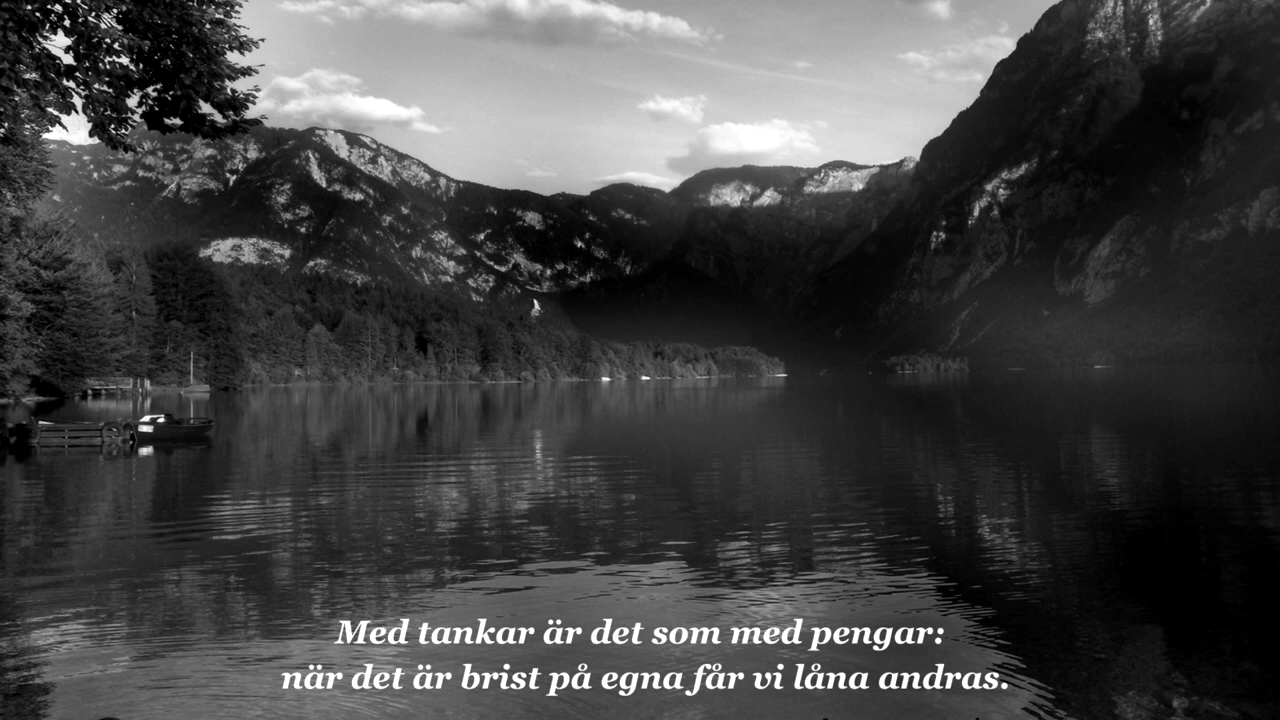 Med tankar är det som med pengar:
när det är brist på egna får vi låna andras.